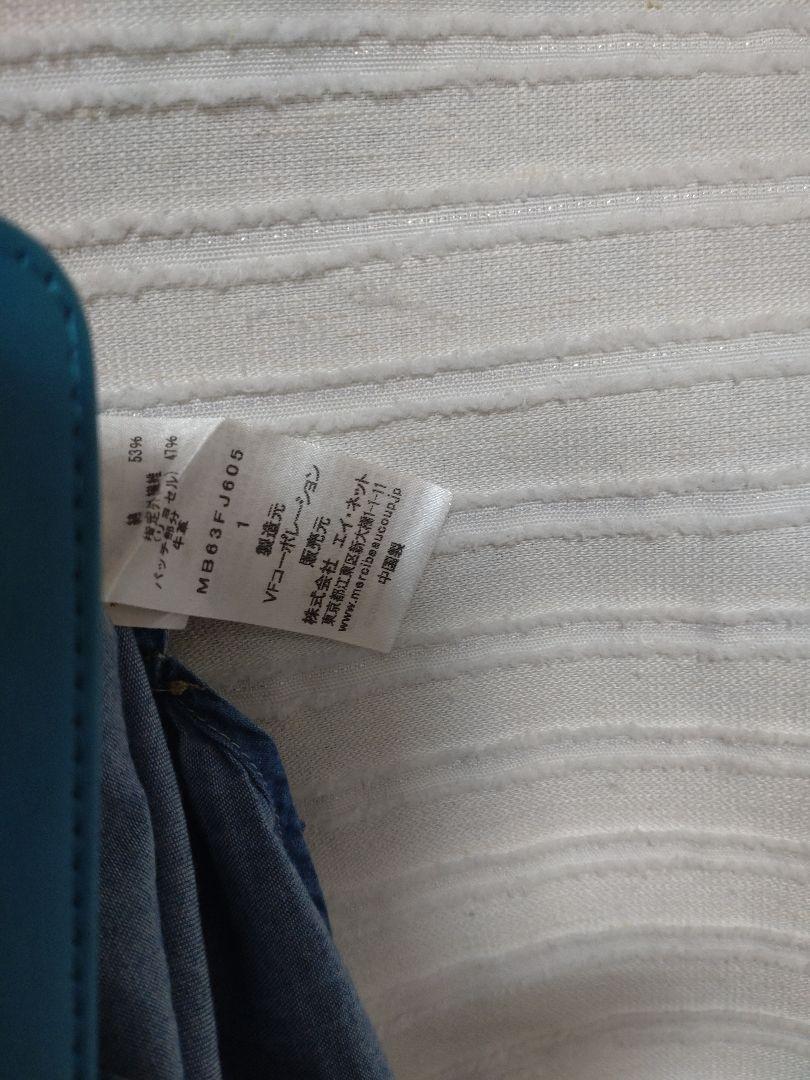 綿 53%
指定外繊維
(リヨセル) 47%
パッチ部分
牛革
MB63FJ605
1
製造元
VFコーポレーション
販売元
株式会社 エイ・ネット
東京都江東区新大橋1-1-11
www.mercibeaucoup.jp
中国製